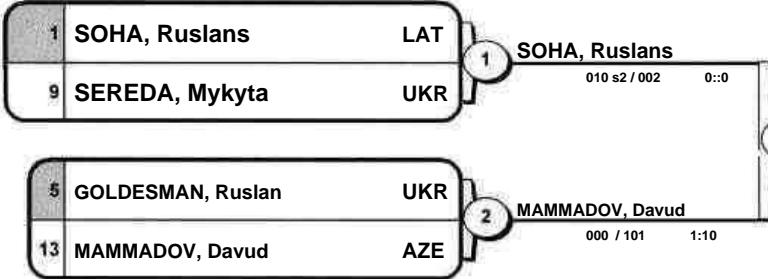 1 SOHA, Ruslans LAT
9 SEREDA, Mykyta UKR
1 SOHA, Ruslans
010 s2 / 002 0::0
5 GOLDESMAN, Ruslan UKR
13 MAMMADOV, Davud AZE
2 MAMMADOV, Davud
000 / 101 1:10